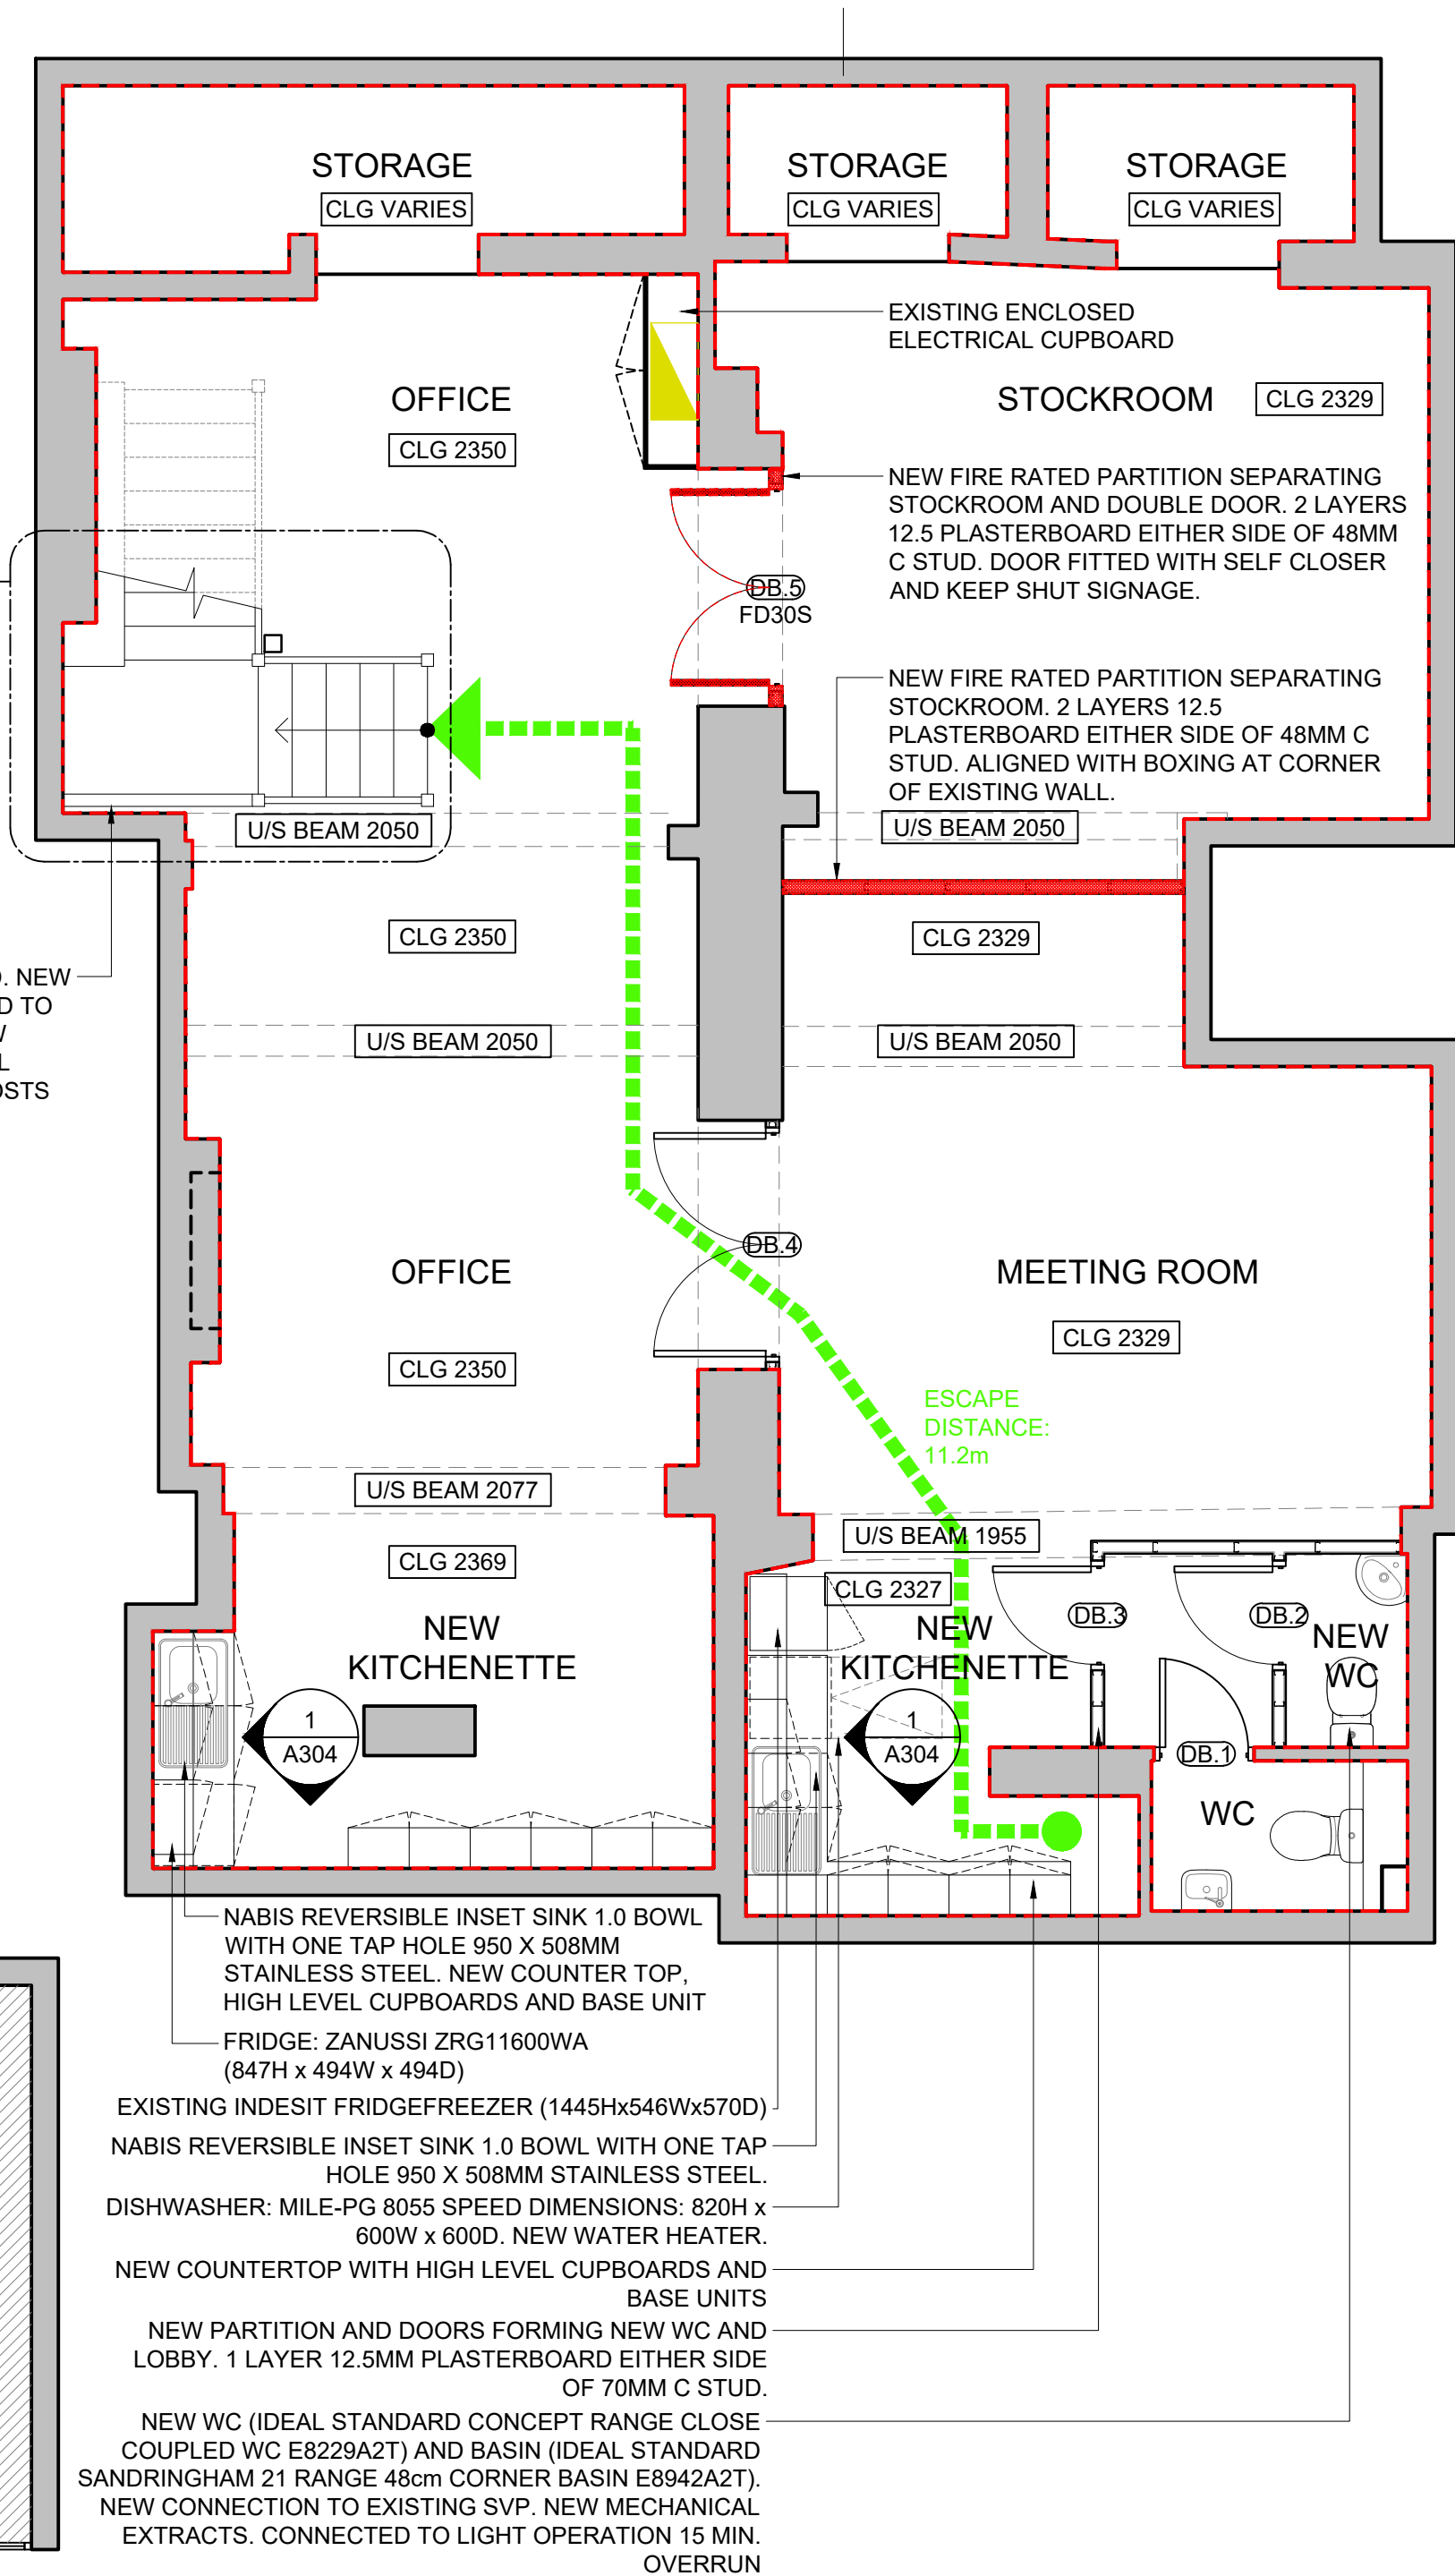 STORAGE
CLG VARIES
STORAGE
CLG VARIES
STORAGE
CLG VARIES
EXISTING ENCLOSED
ELECTRICAL CUPBOARD
OFFICE
CLG 2350
STOCKROOM
CLG 2329
NEW FIRE RATED PARTITION SEPARATING
STOCKROOM AND DOUBLE DOOR. 2 LAYERS
12.5 PLASTERBOARD EITHER SIDE OF 48MM
C STUD. DOOR FITTED WITH SELF CLOSER
AND KEEP SHUT SIGNAGE.
DB.5
FD30S
NEW FIRE RATED PARTITION SEPARATING
STOCKROOM. 2 LAYERS 12.5
PLASTERBOARD EITHER SIDE OF 48MM C
STUD. ALIGNED WITH BOXING AT CORNER
OF EXISTING WALL.
U/S BEAM 2050
U/S BEAM 2050
CLG 2350
CLG 2329
. NEW
D TO
L
OSTS
U/S BEAM 2050
U/S BEAM 2050
DB.4
OFFICE
CLG 2350
MEETING ROOM
CLG 2329
ESCAPE
DISTANCE:
11.2m
U/S BEAM 2077
U/S BEAM 1955
CLG 2369
CLG 2327
NEW
KITCHENETTE
NEW
KITCHENETTE
DB.3
DB.2
NEW
WC
1
A304
1
A304
DB.1
WC
NABIS REVERSIBLE INSET SINK 1.0 BOWL
WITH ONE TAP HOLE 950 X 508MM
STAINLESS STEEL. NEW COUNTER TOP,
HIGH LEVEL CUPBOARDS AND BASE UNIT
FRIDGE: ZANUSSI ZRG11600WA
(847H x 494W x 494D)
EXISTING INDESIT FRIDGEFREEZER (1445Hx546Wx570D)
NABIS REVERSIBLE INSET SINK 1.0 BOWL WITH ONE TAP
HOLE 950 X 508MM STAINLESS STEEL.
DISHWASHER: MILE-PG 8055 SPEED DIMENSIONS: 820H x
600W x 600D. NEW WATER HEATER.
NEW COUNTERTOP WITH HIGH LEVEL CUPBOARDS AND
BASE UNITS
NEW PARTITION AND DOORS FORMING NEW WC AND
LOBBY. 1 LAYER 12.5MM PLASTERBOARD EITHER SIDE
OF 70MM C STUD.
NEW WC (IDEAL STANDARD CONCEPT RANGE CLOSE
COUPLED WC E8229A2T) AND BASIN (IDEAL STANDARD
SANDRINGHAM 21 RANGE 48cm CORNER BASIN E8942A2T).
NEW CONNECTION TO EXISTING SVP. NEW MECHANICAL
EXTRACTS. CONNECTED TO LIGHT OPERATION 15 MIN.
OVERRUN